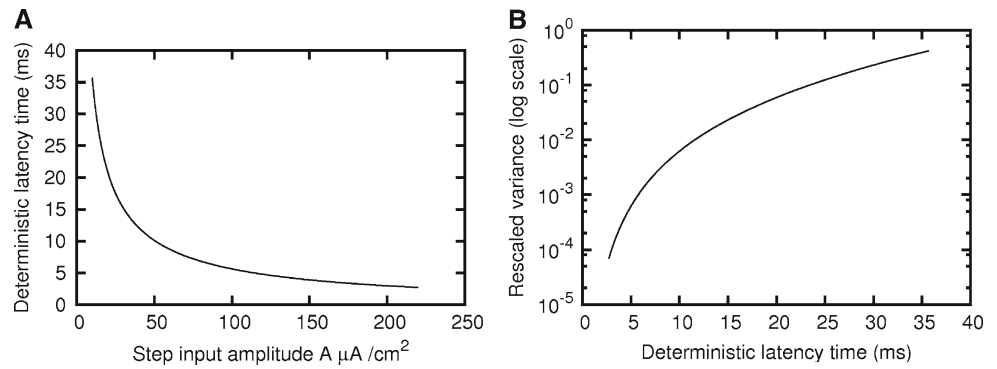 A
Deterministic latency time (ms)
40
35
30
25
20
15
10
5
0
0 50 100 150 200 250
Step input amplitude A μA /cm²
B
Rescaled variance (log scale)
10⁰
10⁻¹
10⁻²
10⁻³
10⁻⁴
10⁻⁵
0 5 10 15 20 25 30 35 40
Deterministic latency time (ms)